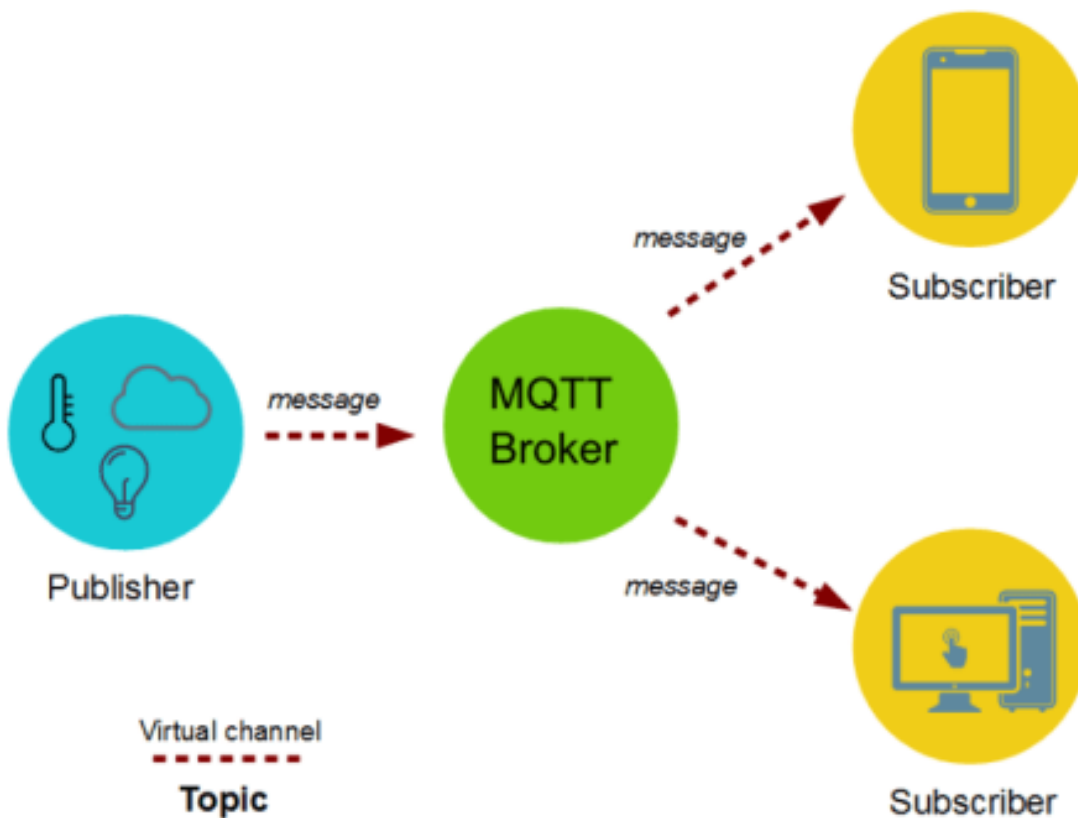 message
Subscriber
message
MQTT
Broker
Publisher
message
Virtual channel
Topic
Subscriber